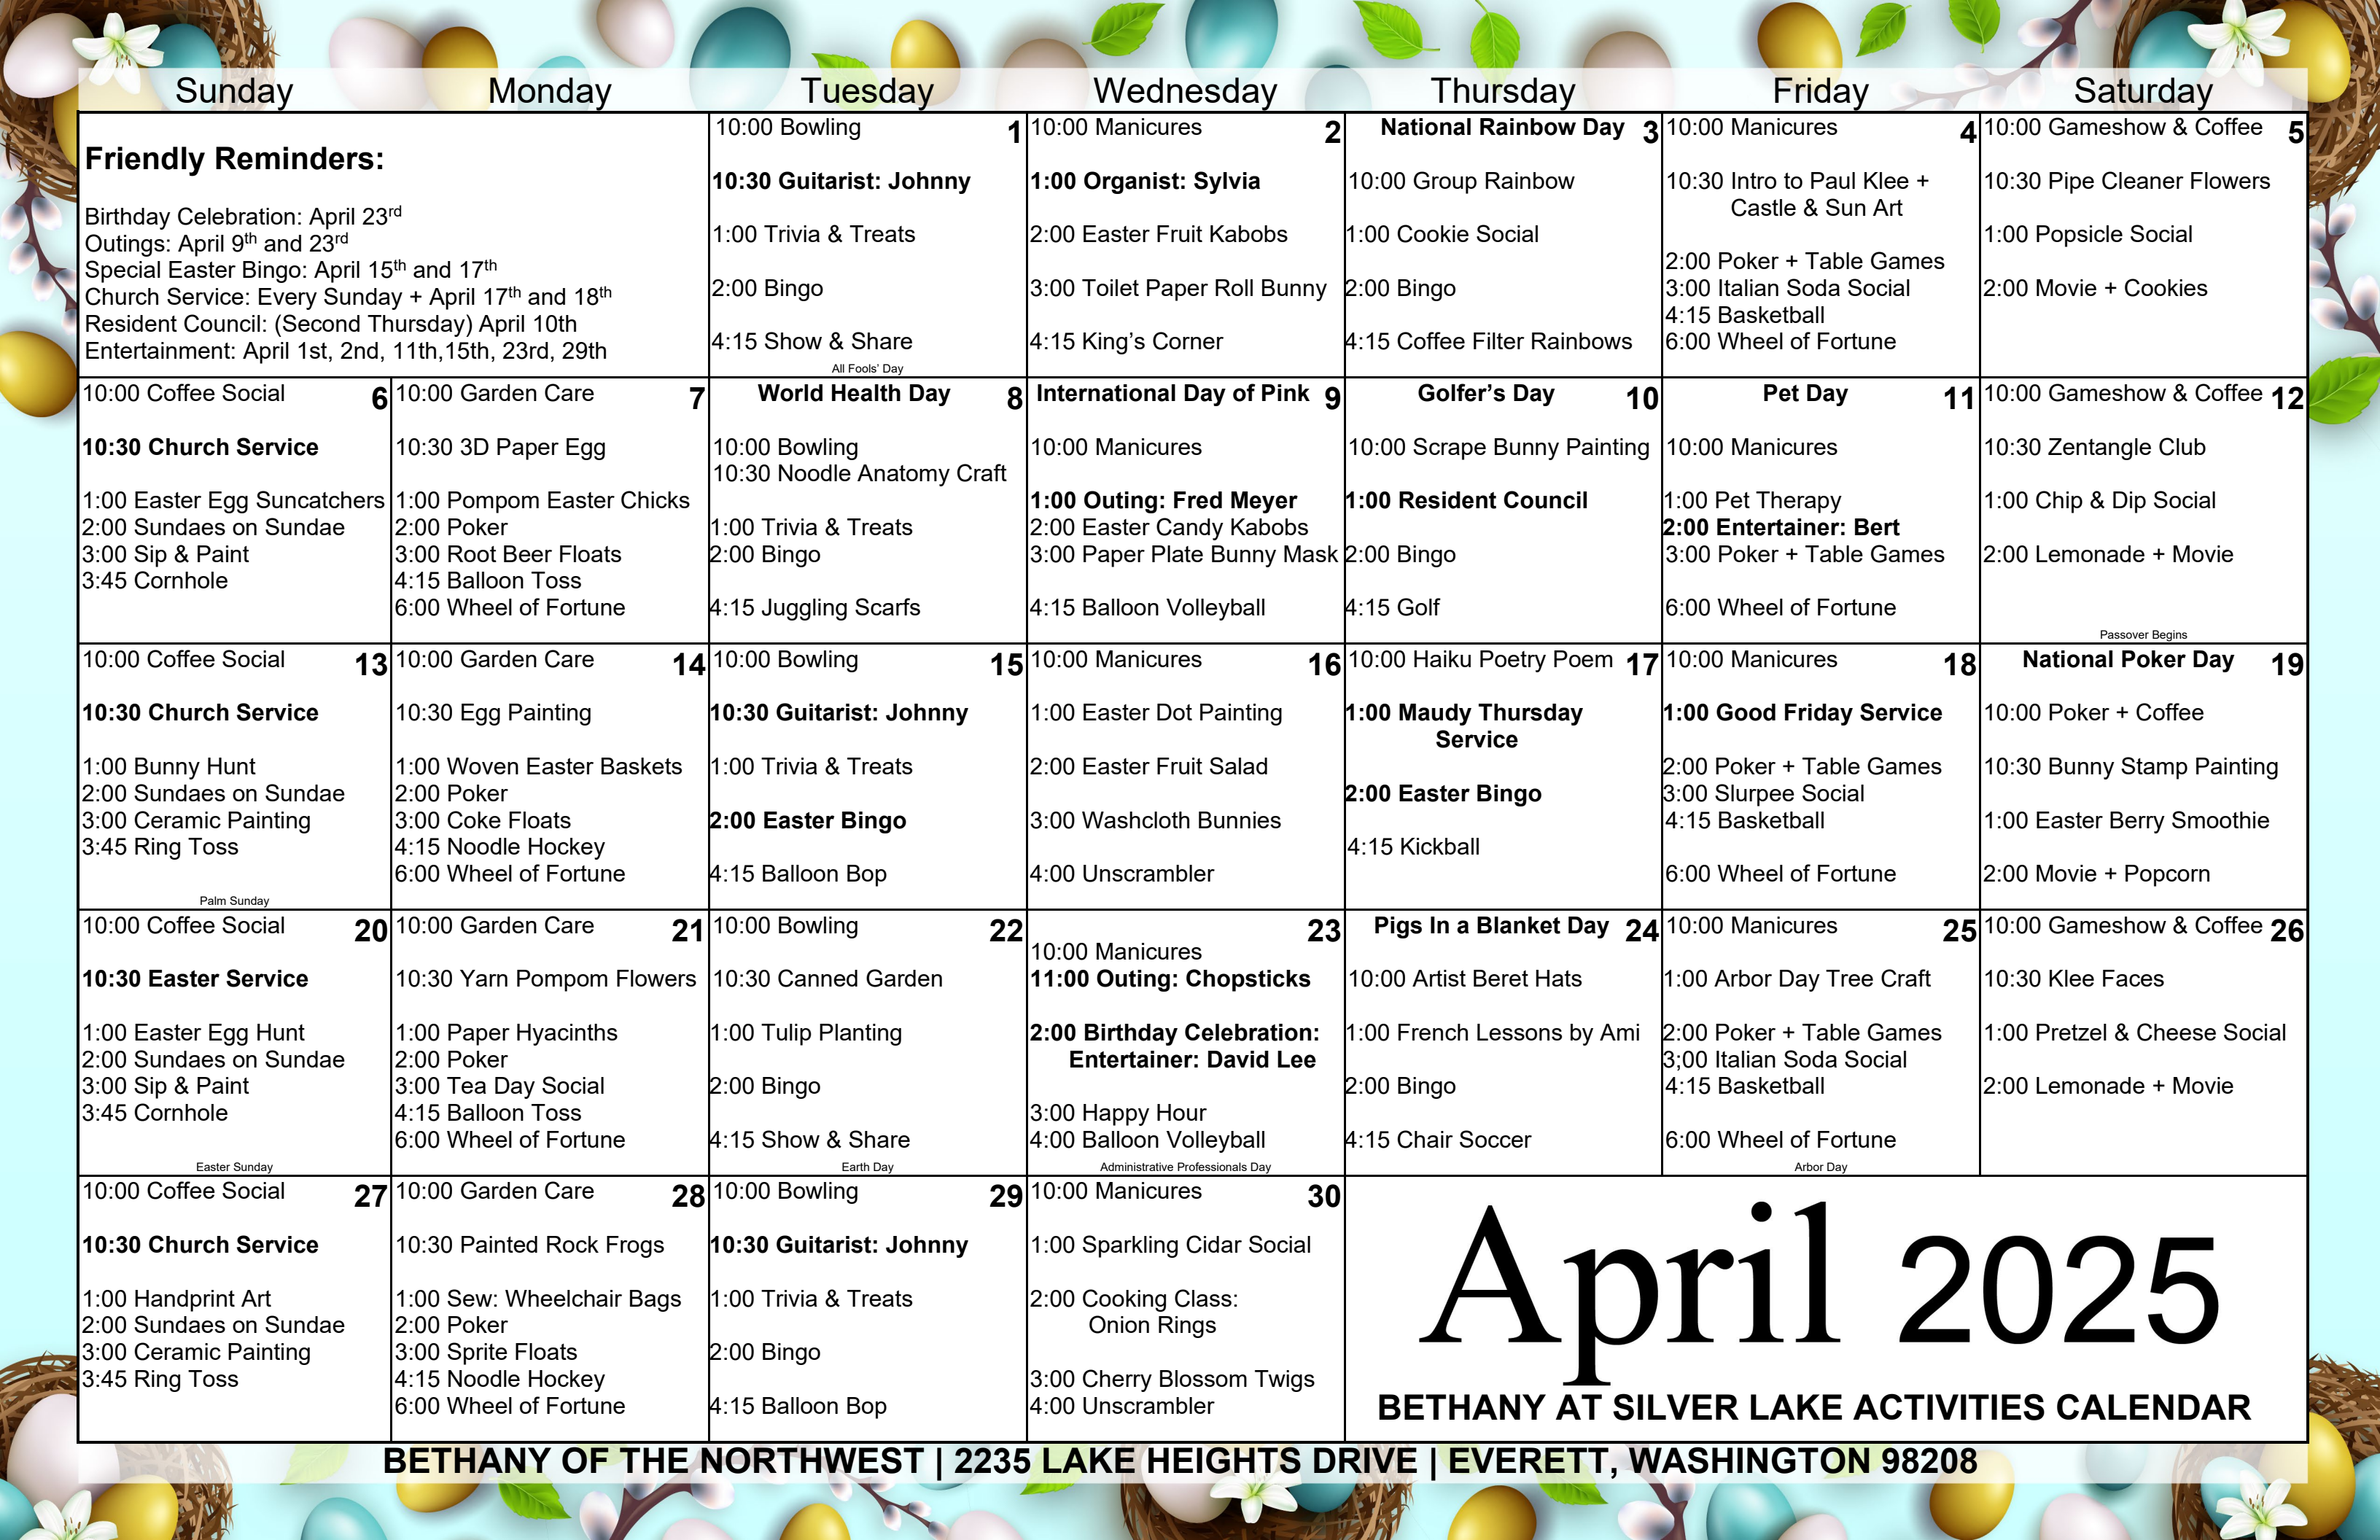 Sunday Monday Tuesday Wednesday Thursday Friday Saturday
Friendly Reminders:
Birthday Celebration: April 23rd
Outings: April 9th and 23rd
Special Easter Bingo: April 15th and 17th
Church Service: Every Sunday + April 17th and 18th
Resident Council: (Second Thursday) April 10th
Entertainment: April 1st, 2nd, 11th,15th, 23rd, 29th
10:00 Bowling 1
10:30 Guitarist: Johnny
1:00 Trivia & Treats
2:00 Bingo
4:15 Show & Share
All Fools' Day
10:00 Manicures 2
1:00 Organist: Sylvia
2:00 Easter Fruit Kabobs
3:00 Toilet Paper Roll Bunny
4:15 King's Corner
National Rainbow Day 3
10:00 Group Rainbow
1:00 Cookie Social
2:00 Bingo
4:15 Coffee Filter Rainbows
10:00 Manicures 4
10:30 Intro to Paul Klee +
Castle & Sun Art
2:00 Poker + Table Games
3:00 Italian Soda Social
4:15 Basketball
6:00 Wheel of Fortune
10:00 Gameshow & Coffee 5
10:30 Pipe Cleaner Flowers
1:00 Popsicle Social
2:00 Movie + Cookies
10:00 Coffee Social 6
10:30 Church Service
1:00 Easter Egg Suncatchers
2:00 Sundaes on Sundae
3:00 Sip & Paint
3:45 Cornhole
10:00 Garden Care 7
10:30 3D Paper Egg
1:00 Pompom Easter Chicks
2:00 Poker
3:00 Root Beer Floats
4:15 Balloon Toss
6:00 Wheel of Fortune
World Health Day 8
10:00 Bowling
10:30 Noodle Anatomy Craft
1:00 Trivia & Treats
2:00 Bingo
4:15 Juggling Scarfs
International Day of Pink 9
10:00 Manicures
1:00 Outing: Fred Meyer
2:00 Easter Candy Kabobs
3:00 Paper Plate Bunny Mask
4:15 Balloon Volleyball
Golfer's Day 10
10:00 Scrape Bunny Painting
1:00 Resident Council
2:00 Bingo
4:15 Golf
Pet Day 11
10:00 Manicures
1:00 Pet Therapy
2:00 Entertainer: Bert
3:00 Poker + Table Games
6:00 Wheel of Fortune
10:00 Gameshow & Coffee 12
10:30 Zentangle Club
1:00 Chip & Dip Social
2:00 Lemonade + Movie
Passover Begins
10:00 Coffee Social 13
10:30 Church Service
1:00 Bunny Hunt
2:00 Sundaes on Sundae
3:00 Ceramic Painting
3:45 Ring Toss
Palm Sunday
10:00 Garden Care 14
10:30 Egg Painting
1:00 Woven Easter Baskets
2:00 Poker
3:00 Coke Floats
4:15 Noodle Hockey
6:00 Wheel of Fortune
10:00 Bowling 15
10:30 Guitarist: Johnny
1:00 Trivia & Treats
2:00 Easter Bingo
4:15 Balloon Bop
10:00 Manicures 16
1:00 Easter Dot Painting
2:00 Easter Fruit Salad
3:00 Washcloth Bunnies
4:00 Unscrambler
10:00 Haiku Poetry Poem 17
1:00 Maudy Thursday
Service
2:00 Easter Bingo
4:15 Kickball
10:00 Manicures 18
1:00 Good Friday Service
2:00 Poker + Table Games
3:00 Slurpee Social
4:15 Basketball
6:00 Wheel of Fortune
National Poker Day 19
10:00 Poker + Coffee
10:30 Bunny Stamp Painting
1:00 Easter Berry Smoothie
2:00 Movie + Popcorn
10:00 Coffee Social 20
10:30 Easter Service
1:00 Easter Egg Hunt
2:00 Sundaes on Sundae
3:00 Sip & Paint
3:45 Cornhole
Easter Sunday
10:00 Garden Care 21
10:30 Yarn Pompom Flowers
1:00 Paper Hyacinths
2:00 Poker
3:00 Tea Day Social
4:15 Balloon Toss
6:00 Wheel of Fortune
10:00 Bowling 22
10:30 Canned Garden
1:00 Tulip Planting
2:00 Bingo
4:15 Show & Share
Earth Day
23
10:00 Manicures
11:00 Outing: Chopsticks
2:00 Birthday Celebration:
Entertainer: David Lee
3:00 Happy Hour
4:00 Balloon Volleyball
Administrative Professionals Day
Pigs In a Blanket Day 24
10:00 Artist Beret Hats
1:00 French Lessons by Ami
2:00 Bingo
4:15 Chair Soccer
10:00 Manicures 25
1:00 Arbor Day Tree Craft
2:00 Poker + Table Games
3;00 Italian Soda Social
4:15 Basketball
6:00 Wheel of Fortune
Arbor Day
10:00 Gameshow & Coffee 26
10:30 Klee Faces
1:00 Pretzel & Cheese Social
2:00 Lemonade + Movie
10:00 Coffee Social 27
10:30 Church Service
1:00 Handprint Art
2:00 Sundaes on Sundae
3:00 Ceramic Painting
3:45 Ring Toss
10:00 Garden Care 28
10:30 Painted Rock Frogs
1:00 Sew: Wheelchair Bags
2:00 Poker
3:00 Sprite Floats
4:15 Noodle Hockey
6:00 Wheel of Fortune
10:00 Bowling 29
10:30 Guitarist: Johnny
1:00 Trivia & Treats
2:00 Bingo
4:15 Balloon Bop
10:00 Manicures 30
1:00 Sparkling Cidar Social
2:00 Cooking Class:
Onion Rings
3:00 Cherry Blossom Twigs
4:00 Unscrambler
April 2025
BETHANY AT SILVER LAKE ACTIVITIES CALENDAR
BETHANY OF THE NORTHWEST | 2235 LAKE HEIGHTS DRIVE | EVERETT, WASHINGTON 98208